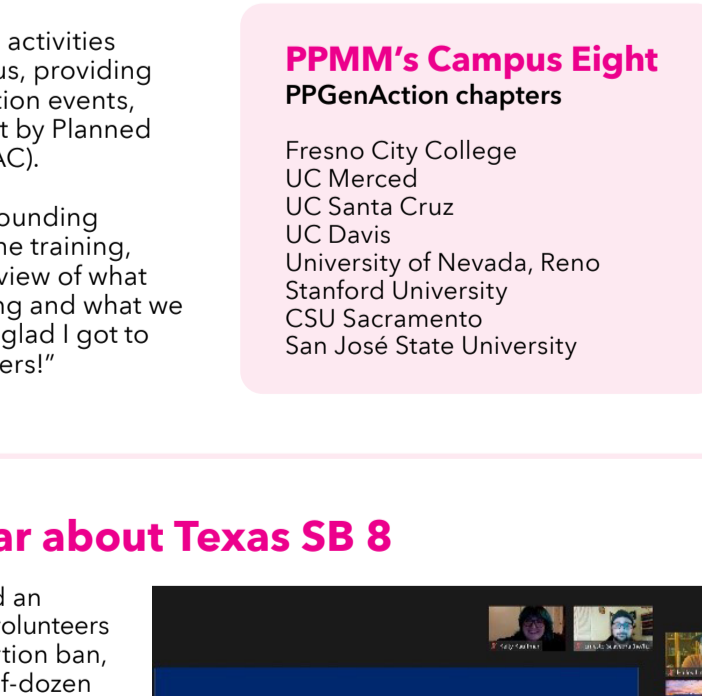 activities
us, providing
tion events,
t by Planned
AC).
ounding
ne training,
view of what
ng and what we
glad I got to
ers!”
PPMM’s Campus Eight
PPGenAction chapters
Fresno City College
UC Merced
UC Santa Cruz
UC Davis
University of Nevada, Reno
Stanford University
CSU Sacramento
San José State University
ar about Texas SB 8
d an
volunteers
tion ban,
f-dozen